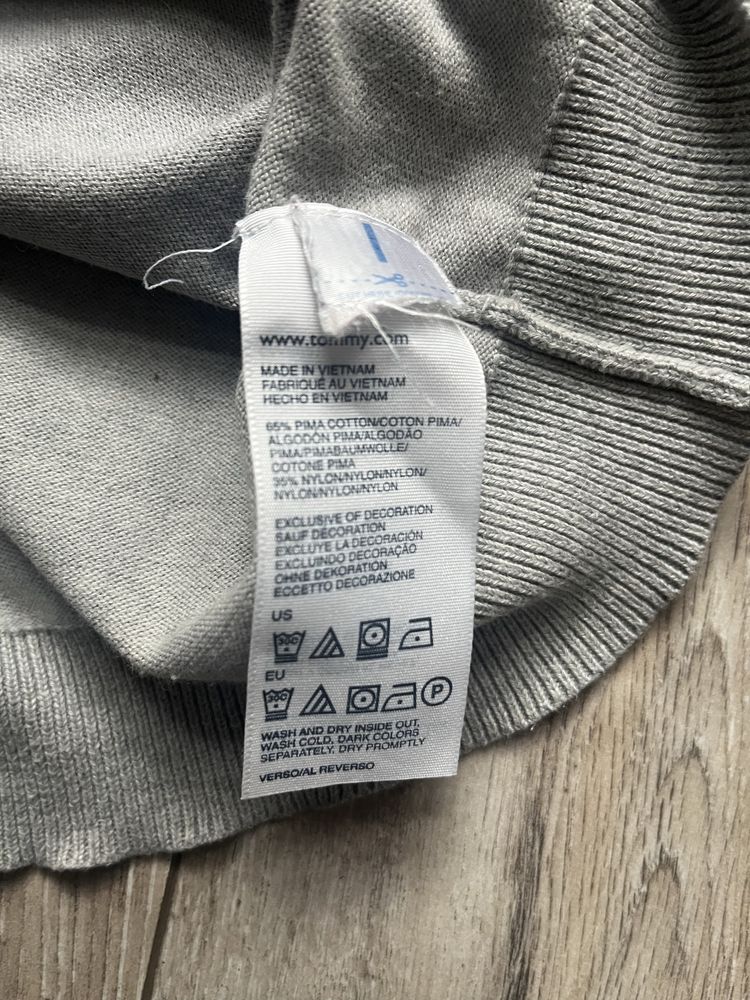 www.tommy.com
MADE IN VIETNAM
FABRIQUÉ AU VIETNAM
HECHO EN VIETNAM
65% PIMA COTTON/COTON PIMA/
ALGODÓN PIMA/ALGODÃO
PIMA/PIMABAUMWOLLE/
COTONE PIMA
35% NYLON/NYLON/NYLON/
NYLON/NYLON/NYLON
EXCLUSIVE OF DECORATION
SAUF DÉCORATION
EXCLUYE LA DECORACIÓN
EXCLUINDO DECORAÇÃO
OHNE DEKORATION
ECCETTO DECORAZIONE
US
EU
P
WASH AND DRY INSIDE OUT,
WASH COLD, DARK COLORS
SEPARATELY, DRY PROMPTLY
VERSO/AL REVERSO